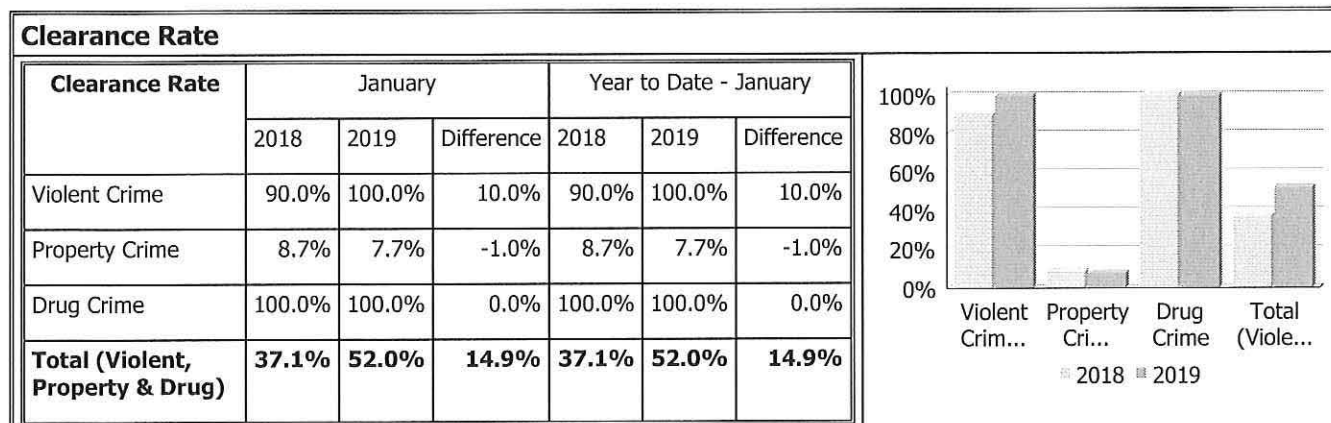 Clearance Rate
Clearance Rate January Year to Date - January
2018 2019 Difference 2018 2019 Difference
Violent Crime 90.0% 100.0% 10.0% 90.0% 100.0% 10.0%
Property Crime 8.7% 7.7% -1.0% 8.7% 7.7% -1.0%
Drug Crime 100.0% 100.0% 0.0% 100.0% 100.0% 0.0%
Total (Violent, 37.1% 52.0% 14.9% 37.1% 52.0% 14.9%
Property & Drug)
100%
80%
60%
40%
20%
0%
Violent Property Drug Total
Crim... Cri... Crime (Viole...
2018 2019